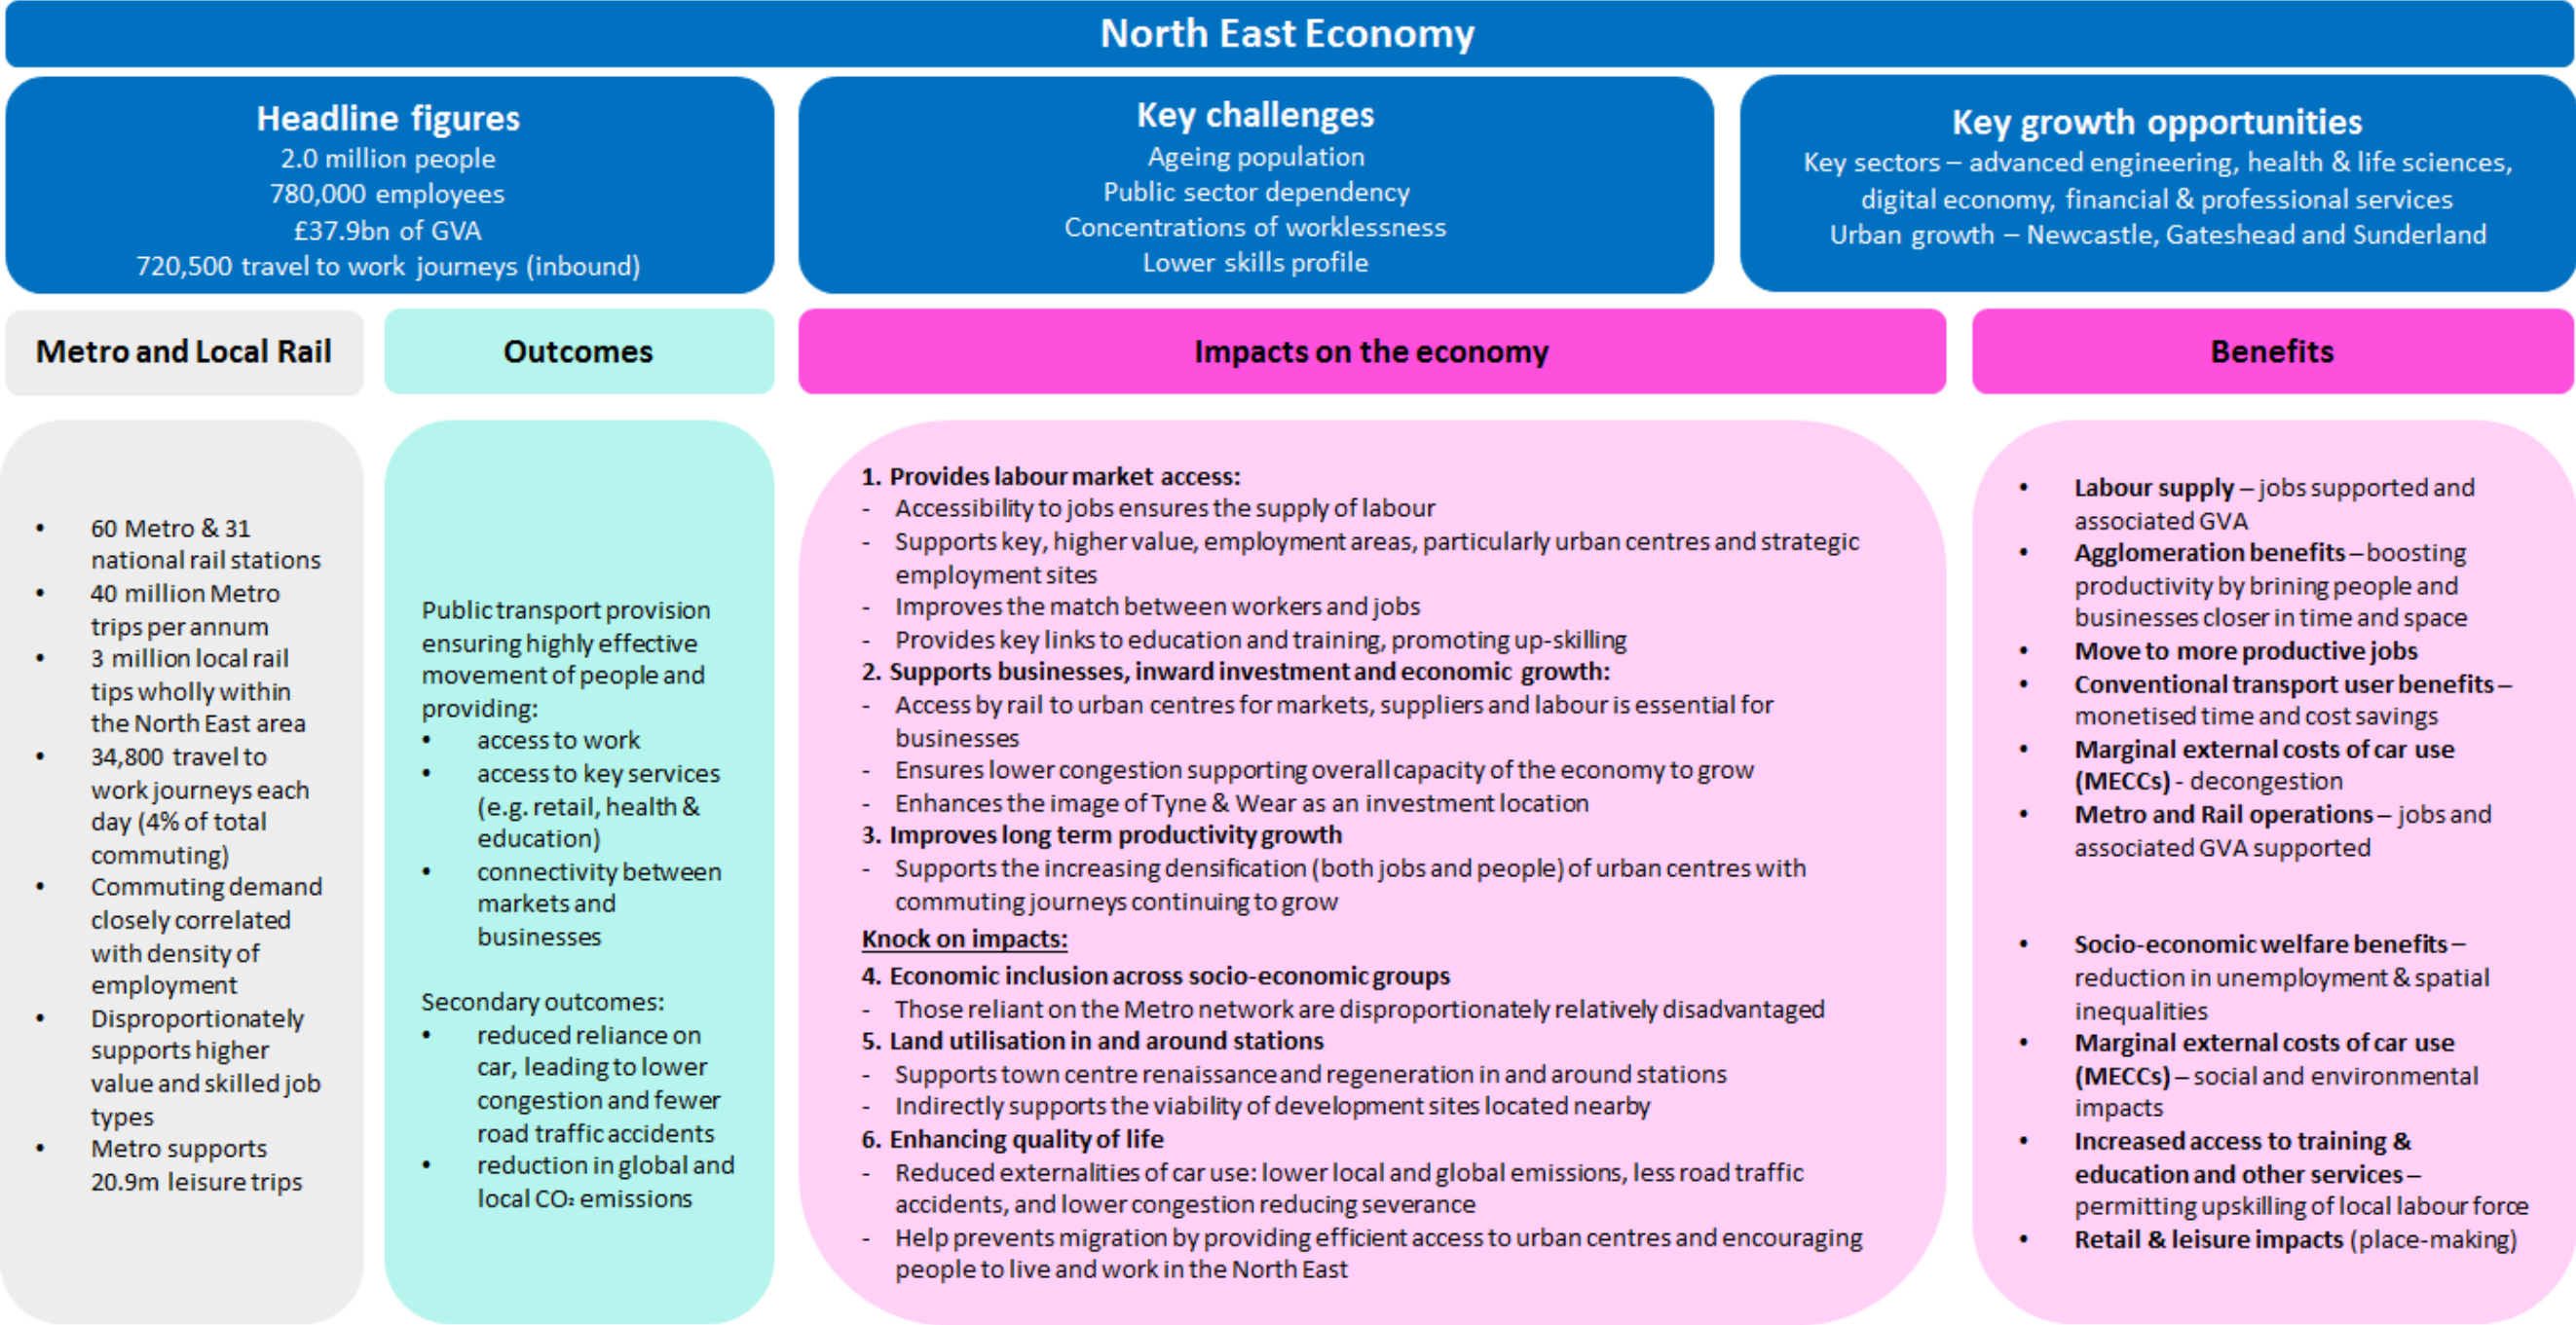 North East Economy
Headline figures
2.0 million people
780,000 employees
£37.9bn of GVA
720,500 travel to work journeys (inbound)
Key challenges
Ageing population
Public sector dependency
Concentrations of worklessness
Lower skills profile
Key growth opportunities
Key sectors – advanced engineering, health & life sciences,
digital economy, financial & professional services
Urban growth – Newcastle, Gateshead and Sunderland
Metro and Local Rail
• 60 Metro & 31
national rail stations
• 40 million Metro
trips per annum
• 3 million local rail
tips wholly within
the North East area
• 34,800 travel to
work journeys each
day (4% of total
commuting)
• Commuting demand
closely correlated
with density of
employment
• Disproportionately
supports higher
value and skilled job
types
• Metro supports
20.9m leisure trips
Outcomes
Public transport provision
ensuring highly effective
movement of people and
providing:
• access to work
• access to key services
(e.g. retail, health &
education)
• connectivity between
markets and
businesses
Secondary outcomes:
• reduced reliance on
car, leading to lower
congestion and fewer
road traffic accidents
• reduction in global and
local CO₂ emissions
Impacts on the economy
1. Provides labour market access:
- Accessibility to jobs ensures the supply of labour
- Supports key, higher value, employment areas, particularly urban centres and strategic
employment sites
- Improves the match between workers and jobs
- Provides key links to education and training, promoting up-skilling
2. Supports businesses, inward investment and economic growth:
- Access by rail to urban centres for markets, suppliers and labour is essential for
businesses
- Ensures lower congestion supporting overall capacity of the economy to grow
- Enhances the image of Tyne & Wear as an investment location
3. Improves long term productivity growth
- Supports the increasing densification (both jobs and people) of urban centres with
commuting journeys continuing to grow
Knock on impacts:
4. Economic inclusion across socio-economic groups
- Those reliant on the Metro network are disproportionately relatively disadvantaged
5. Land utilisation in and around stations
- Supports town centre renaissance and regeneration in and around stations
- Indirectly supports the viability of development sites located nearby
6. Enhancing quality of life
- Reduced externalities of car use: lower local and global emissions, less road traffic
accidents, and lower congestion reducing severance
- Help prevents migration by providing efficient access to urban centres and encouraging
people to live and work in the North East
Benefits
• Labour supply – jobs supported and
associated GVA
• Agglomeration benefits – boosting
productivity by brining people and
businesses closer in time and space
• Move to more productive jobs
• Conventional transport user benefits –
monetised time and cost savings
• Marginal external costs of car use
(MECCs) - decongestion
• Metro and Rail operations – jobs and
associated GVA supported
• Socio-economic welfare benefits –
reduction in unemployment & spatial
inequalities
• Marginal external costs of car use
(MECCs) – social and environmental
impacts
• Increased access to training &
education and other services –
permitting upskilling of local labour force
• Retail & leisure impacts (place-making)